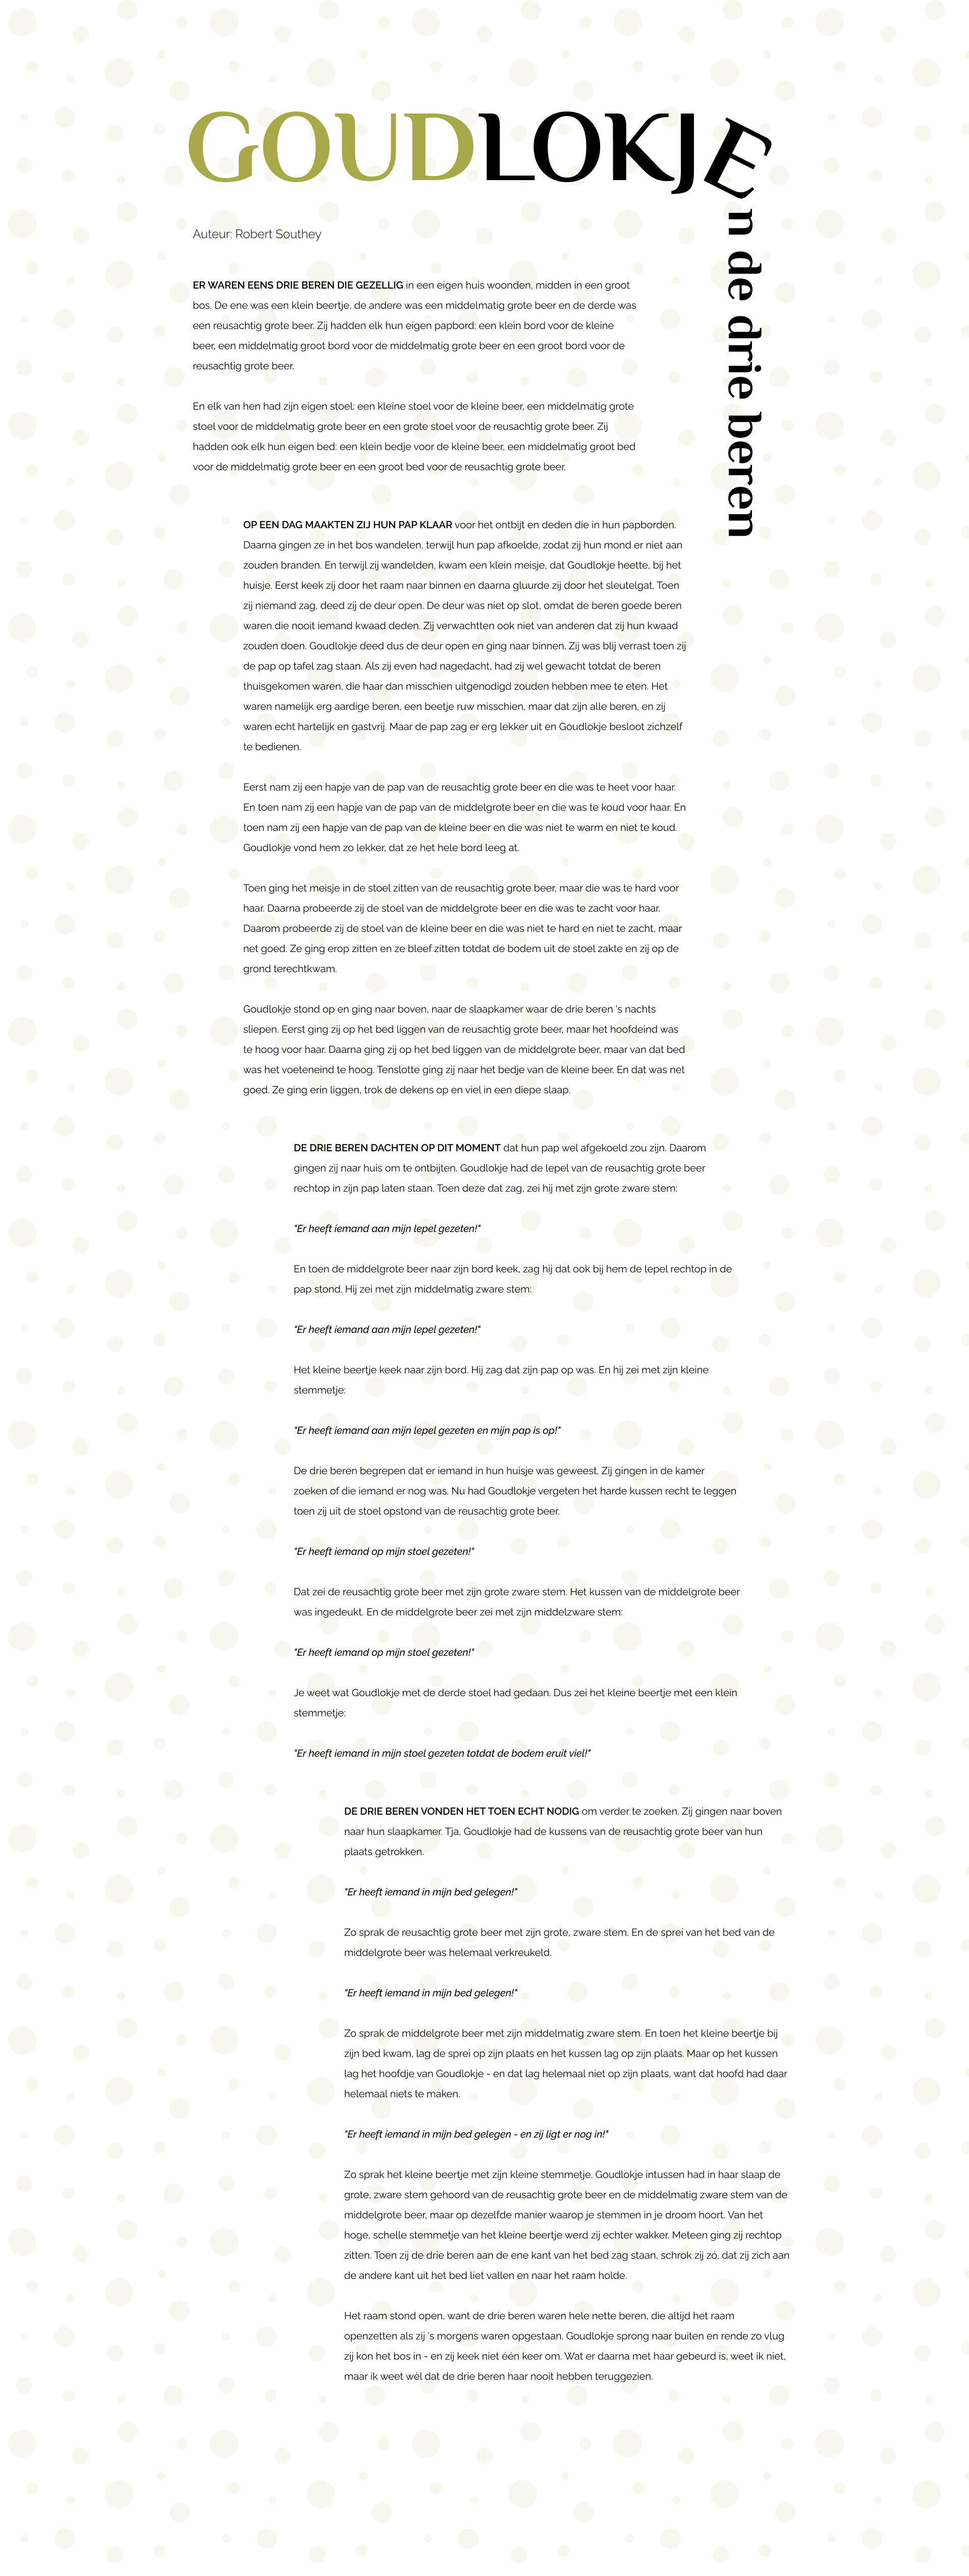 GOUDLOKJE
n de drie beren
Auteur: Robert Southey
ER WAREN EENS DRIE BEREN DIE GEZELLIG in een eigen huis woonden, midden in een groot
bos. De ene was een klein beertje, de andere was een middelmatig grote beer en de derde was
een reusachtig grote beer. Zij hadden elk hun eigen papbord: een klein bord voor de kleine
beer, een middelmatig groot bord voor de middelmatig grote beer en een groot bord voor de
reusachtig grote beer.
En elk van hen had zijn eigen stoel: een kleine stoel voor de kleine beer, een middelmatig grote
stoel voor de middelmatig grote beer en een grote stoel voor de reusachtig grote beer. Zij
hadden ook elk hun eigen bed: een klein bedje voor de kleine beer, een middelmatig groot bed
voor de middelmatig grote beer en een groot bed voor de reusachtig grote beer.
OP EEN DAG MAAKTEN ZIJ HUN PAP KLAAR voor het ontbijt en deden die in hun papborden.
Daarna gingen ze in het bos wandelen, terwijl hun pap afkoelde, zodat zij hun mond er niet aan
zouden branden. En terwijl zij wandelden, kwam een klein meisje, dat Goudlokje heette, bij het
huisje. Eerst keek zij door het raam naar binnen en daarna gluurde zij door het sleutelgat. Toen
zij niemand zag, deed zij de deur open. De deur was niet op slot, omdat de beren goede beren
waren die nooit iemand kwaad deden. Zij verwachtten ook niet van anderen dat zij hun kwaad
zouden doen. Goudlokje deed dus de deur open en ging naar binnen. Zij was blij verrast toen zij
de pap op tafel zag staan. Als zij even had nagedacht, had zij wel gewacht totdat de beren
thuisgekomen waren, die haar dan misschien uitgenodigd zouden hebben mee te eten. Het
waren namelijk erg aardige beren, een beetje ruw misschien, maar dat zijn alle beren, en zij
waren echt hartelijk en gastvrij. Maar de pap zag er erg lekker uit en Goudlokje besloot zichzelf
te bedienen.
Eerst nam zij een hapje van de pap van de reusachtig grote beer en die was te heet voor haar.
En toen nam zij een hapje van de pap van de middelgrote beer en die was te koud voor haar. En
toen nam zij een hapje van de pap van de kleine beer en die was niet te warm en niet te koud.
Goudlokje vond hem zo lekker, dat ze het hele bord leeg at.
Toen ging het meisje in de stoel zitten van de reusachtig grote beer, maar die was te hard voor
haar. Daarna probeerde zij de stoel van de middelgrote beer en die was te zacht voor haar.
Daarom probeerde zij de stoel van de kleine beer en die was niet te hard en niet te zacht, maar
net goed. Ze ging erop zitten en ze bleef zitten totdat de bodem uit de stoel zakte en zij op de
grond terechtkwam.
Goudlokje stond op en ging naar boven, naar de slaapkamer waar de drie beren 's nachts
sliepen. Eerst ging zij op het bed liggen van de reusachtig grote beer, maar het hoofdeind was
te hoog voor haar. Daarna ging zij op het bed liggen van de middelgrote beer, maar van dat bed
was het voeteneind te hoog. Tenslotte ging zij naar het bedje van de kleine beer. En dat was net
goed. Ze ging erin liggen, trok de dekens op en viel in een diepe slaap.
DE DRIE BEREN DACHTEN OP DIT MOMENT dat hun pap wel afgekoeld zou zijn. Daarom
gingen zij naar huis om te ontbijten. Goudlokje had de lepel van de reusachtig grote beer
rechtop in zijn pap laten staan. Toen deze dat zag, zei hij met zijn grote zware stem:
"Er heeft iemand aan mijn lepel gezeten!"
En toen de middelgrote beer naar zijn bord keek, zag hij dat ook bij hem de lepel rechtop in de
pap stond. Hij zei met zijn middelmatig zware stem:
"Er heeft iemand aan mijn lepel gezeten!"
Het kleine beertje keek naar zijn bord. Hij zag dat zijn pap op was. En hij zei met zijn kleine
stemmetje:
"Er heeft iemand aan mijn lepel gezeten en mijn pap is op!"
De drie beren begrepen dat er iemand in hun huisje was geweest. Zij gingen in de kamer
zoeken of die iemand er nog was. Nu had Goudlokje vergeten het harde kussen recht te leggen
toen zij uit de stoel opstond van de reusachtig grote beer.
"Er heeft iemand op mijn stoel gezeten!"
Dat zei de reusachtig grote beer met zijn grote zware stem. Het kussen van de middelgrote beer
was ingedeukt. En de middelgrote beer zei met zijn middelzware stem:
"Er heeft iemand op mijn stoel gezeten!"
Je weet wat Goudlokje met de derde stoel had gedaan. Dus zei het kleine beertje met een klein
stemmetje:
"Er heeft iemand in mijn stoel gezeten totdat de bodem eruit viel!"
DE DRIE BEREN VONDEN HET TOEN ECHT NODIG om verder te zoeken. Zij gingen naar boven
naar hun slaapkamer. Tja, Goudlokje had de kussens van de reusachtig grote beer van hun
plaats getrokken.
"Er heeft iemand in mijn bed gelegen!"
Zo sprak de reusachtig grote beer met zijn grote, zware stem. En de sprei van het bed van de
middelgrote beer was helemaal verkreukeld.
"Er heeft iemand in mijn bed gelegen!"
Zo sprak de middelgrote beer met zijn middelmatig zware stem. En toen het kleine beertje bij
zijn bed kwam, lag de sprei op zijn plaats en het kussen lag op zijn plaats. Maar op het kussen
lag het hoofdje van Goudlokje - en dat lag helemaal niet op zijn plaats, want dat hoofd had daar
helemaal niets te maken.
"Er heeft iemand in mijn bed gelegen - en zij ligt er nog in!"
Zo sprak het kleine beertje met zijn kleine stemmetje. Goudlokje intussen had in haar slaap de
grote, zware stem gehoord van de reusachtig grote beer en de middelmatig zware stem van de
middelgrote beer, maar op dezelfde manier waarop je stemmen in je droom hoort. Van het
hoge, schelle stemmetje van het kleine beertje werd zij echter wakker. Meteen ging zij rechtop
zitten. Toen zij de drie beren aan de ene kant van het bed zag staan, schrok zij zó, dat zij zich aan
de andere kant uit het bed liet vallen en naar het raam holde.
Het raam stond open, want de drie beren waren hele nette beren, die altijd het raam
openzetten als zij 's morgens waren opgestaan. Goudlokje sprong naar buiten en rende zo vlug
zij kon het bos in - en zij keek niet één keer om. Wat er daarna met haar gebeurd is, weet ik niet,
maar ik weet wèl dat de drie beren haar nooit hebben teruggezien.